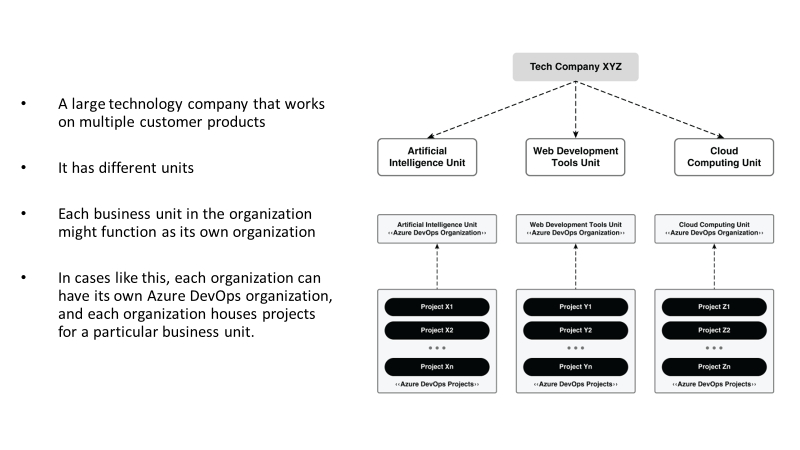 • A large technology company that works
on multiple customer products
• It has different units
• Each business unit in the organization
might function as its own organization
• In cases like this, each organization can
have its own Azure DevOps organization,
and each organization houses projects
for a particular business unit.
Tech Company XYZ
Artificial
Intelligence Unit
Web Development
Tools Unit
Cloud
Computing Unit
Artificial Intelligence Unit
‹‹Azure DevOps Organization››
Web Development Tools Unit
‹‹Azure DevOps Organization››
Cloud Computing Unit
‹‹Azure DevOps Organization››
Project X1
Project X2
• • •
Project Xn
‹‹Azure DevOps Projects››
Project Y1
Project Y2
• • •
Project Yn
‹‹Azure DevOps Projects››
Project Z1
Project Z2
• • •
Project Zn
‹‹Azure DevOps Projects››